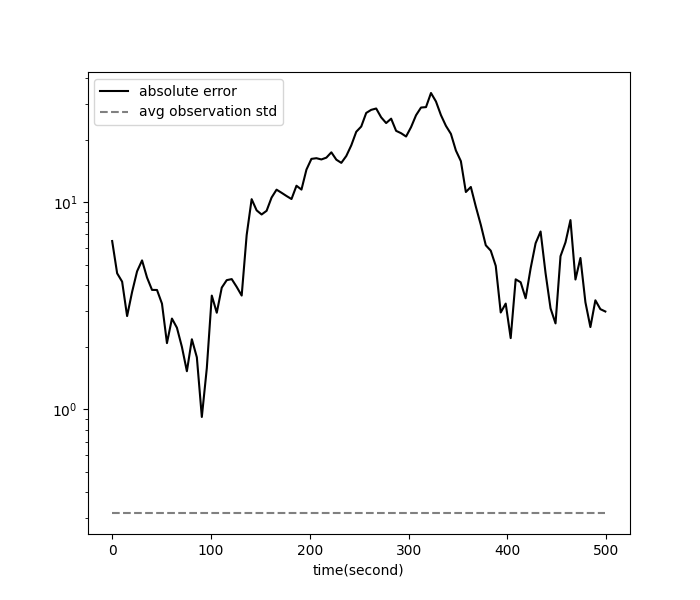 absolute error
avg observation std
10¹
10⁰
0 100 200 300 400 500
time(second)